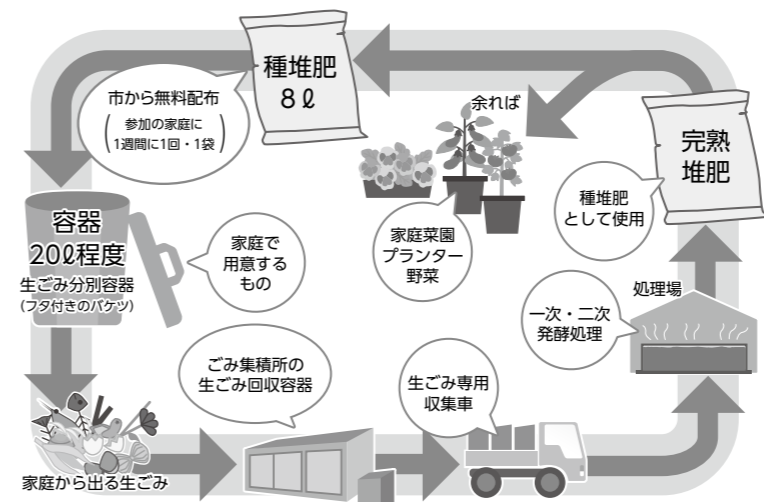 種堆肥
8ℓ
市から無料配布
(参加の家庭に
1週間に1回・1袋)
余れば
完熟
堆肥
種堆肥
として使用
容器
20ℓ程度
生ごみ分別容器
(フタ付きのバケツ)
家庭で
用意する
もの
家庭菜園
プランター
野菜
処理場
一次・二次
発酵処理
ごみ集積所の
生ごみ回収容器
生ごみ専用
収集車
家庭から出る生ごみ